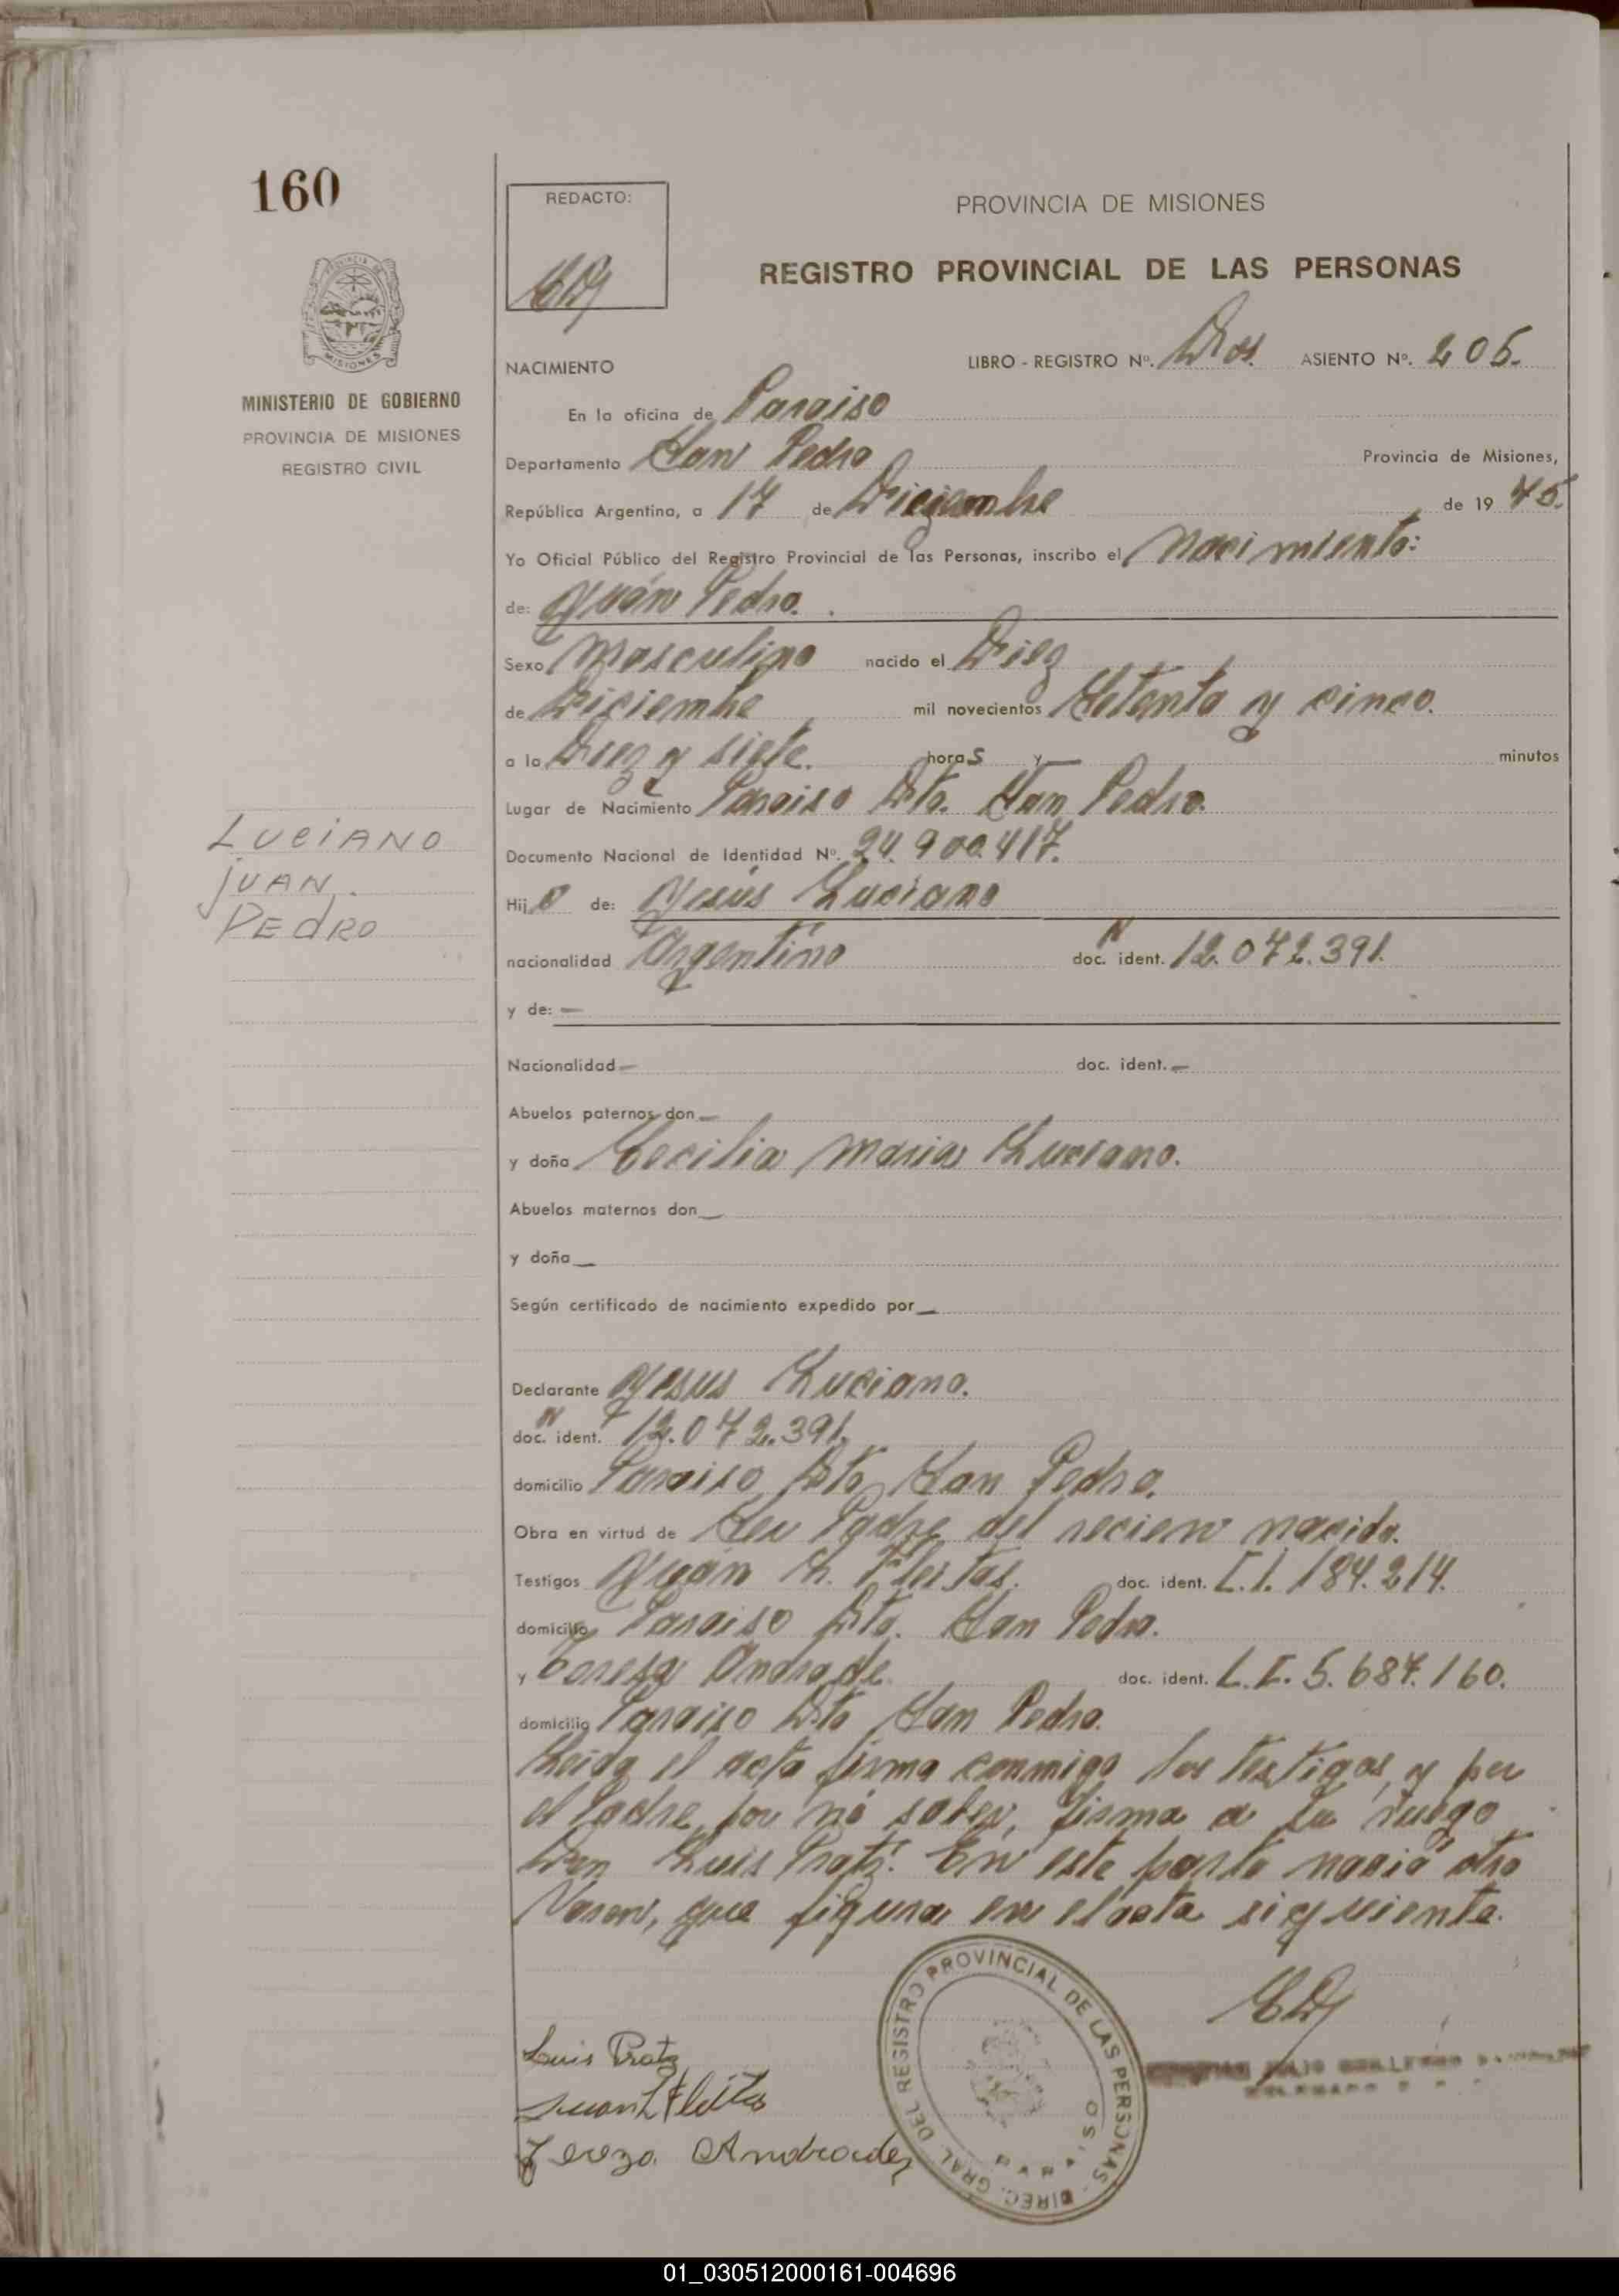 160
REDACTO:
PROVINCIA DE MISIONES
REGISTRO PROVINCIAL DE LAS PERSONAS
MISIONES
MINISTERIO DE GOBIERNO
PROVINCIA DE MISIONES
REGISTRO CIVIL
NACIMIENTO LIBRO - REGISTRO Nº. Dos. ASIENTO Nº. 205.
En la oficina de Paraiso
Departamento San Pedro Provincia de Misiones,
República Argentina, a 17 de Diciembre de 19 75.
Yo Oficial Público del Registro Provincial de las Personas, inscribo el Nacimiento:
de: Juán Pedro.
Sexo Masculino nacido el Diez
de Diciembre mil novecientos Setenta y cinco.
a la Diez y siete. horas y — minutos
Lugar de Nacimiento Paraiso Dto. San Pedro.
LUCIANO
JUAN.
PEDRO
Documento Nacional de Identidad Nº. 24.900.417.
Hijo de: Jesús Luciano
nacionalidad Argentino doc. N ident. 12.072.391.
y de: —
Nacionalidad — doc. ident. —
Abuelos paternos don —
y doña Cecilia Maria Luciano.
Abuelos maternos don —
y doña —
Según certificado de nacimiento expedido por —
Declarante Jesus Luciano.
doc. N ident. 12.072.391.
domicilio Paraiso Dto San Pedro.
Obra en virtud de Ser Padre del recien nacido.
Testigos Juán L. Fleitas. doc. ident. C.I. 184.214.
domicilio Paraiso Dto. San Pedro.
y Teresa Andrade doc. ident. L.C. 5.687.160.
domicilio Paraiso Dto San Pedro.
Leida el acta firma conmigo los testigos, y por
el Padre por nó saber, firma a su ruego
Don Luis Pratz. En este parto nació otro
Varon, que figura en el acta siguiente.
Luis Pratz
Juan L Fleitas
Tereza Andrade
DIREC. GRAL. DEL REGISTRO PROVINCIAL DE LAS PERSONAS
PARAISO
JULIO GUILLERMO
01_030512000161-004696